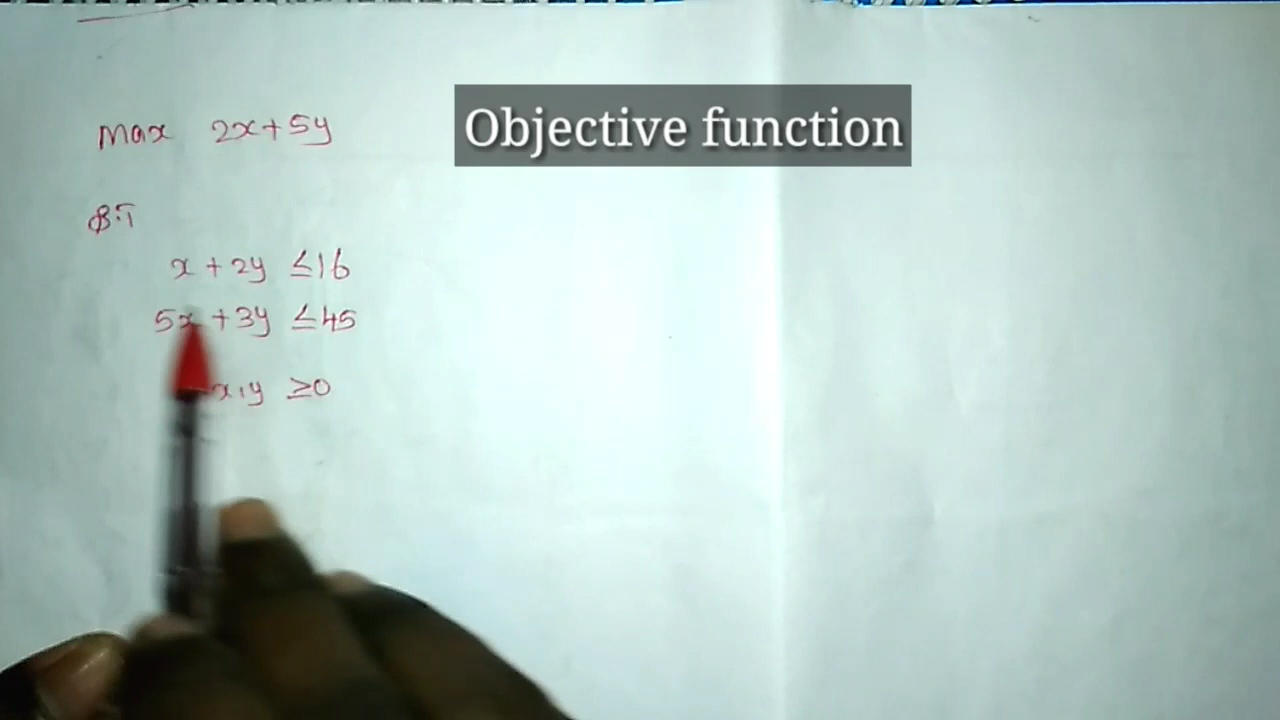 Max 2x+5y
Objective function
S.T
x + 2y ≤ 16
5x + 3y ≤ 45
x, y ≥ 0